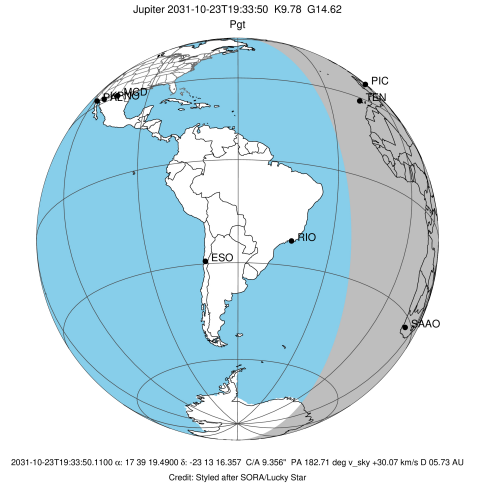 Jupiter 2031-10-23T19:33:50 K9.78 G14.62
Pgt
PIC
TEN
MCD
RIO
ESO
SAAO
2031-10-23T19:33:50.1100 α: 17 39 19.4900 δ: -23 13 16.357 C/A 9.356" PA 182.71 deg v_sky +30.07 km/s D 05.73 AU
Credit: Styled after SORA/Lucky Star